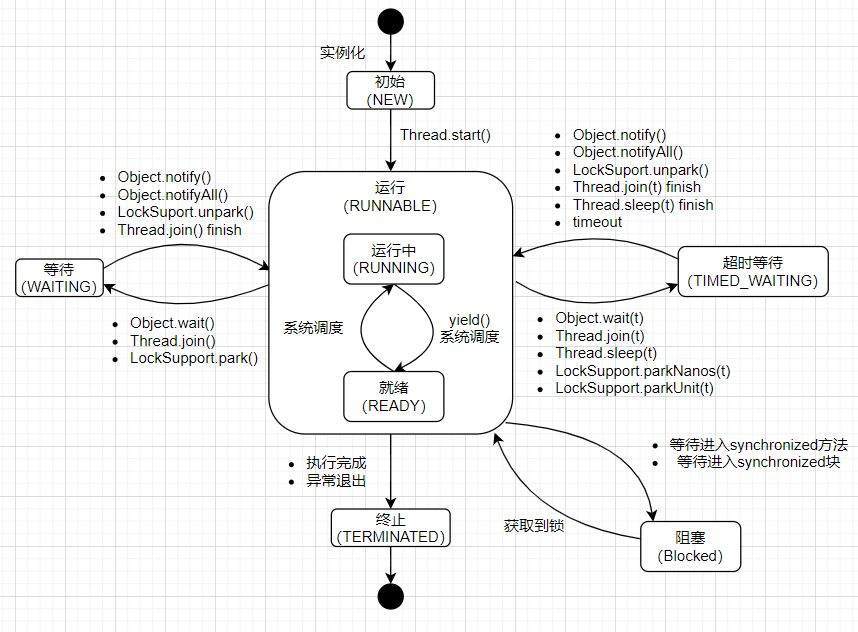 实例化
初始
(NEW)
Thread.start()
Object.notify()
Object.notifyAll()
LockSuport.unpark()
Thread.join() finish
等待
(WAITING)
Object.wait()
Thread.join()
LockSupport.park()
运行
(RUNNABLE)
运行中
(RUNNING)
系统调度
yield()
系统调度
就绪
(READY)
Object.notify()
Object.notifyAll()
LockSuport.unpark()
Thread.join(t) finish
Thread.sleep(t) finish
timeout
超时等待
(TIMED_WAITING)
Object.wait(t)
Thread.join(t)
Thread.sleep(t)
LockSupport.parkNanos(t)
LockSupport.parkUnit(t)
等待进入synchronized方法
等待进入synchronized块
获取到锁
阻塞
(Blocked)
执行完成
异常退出
终止
(TERMINATED)